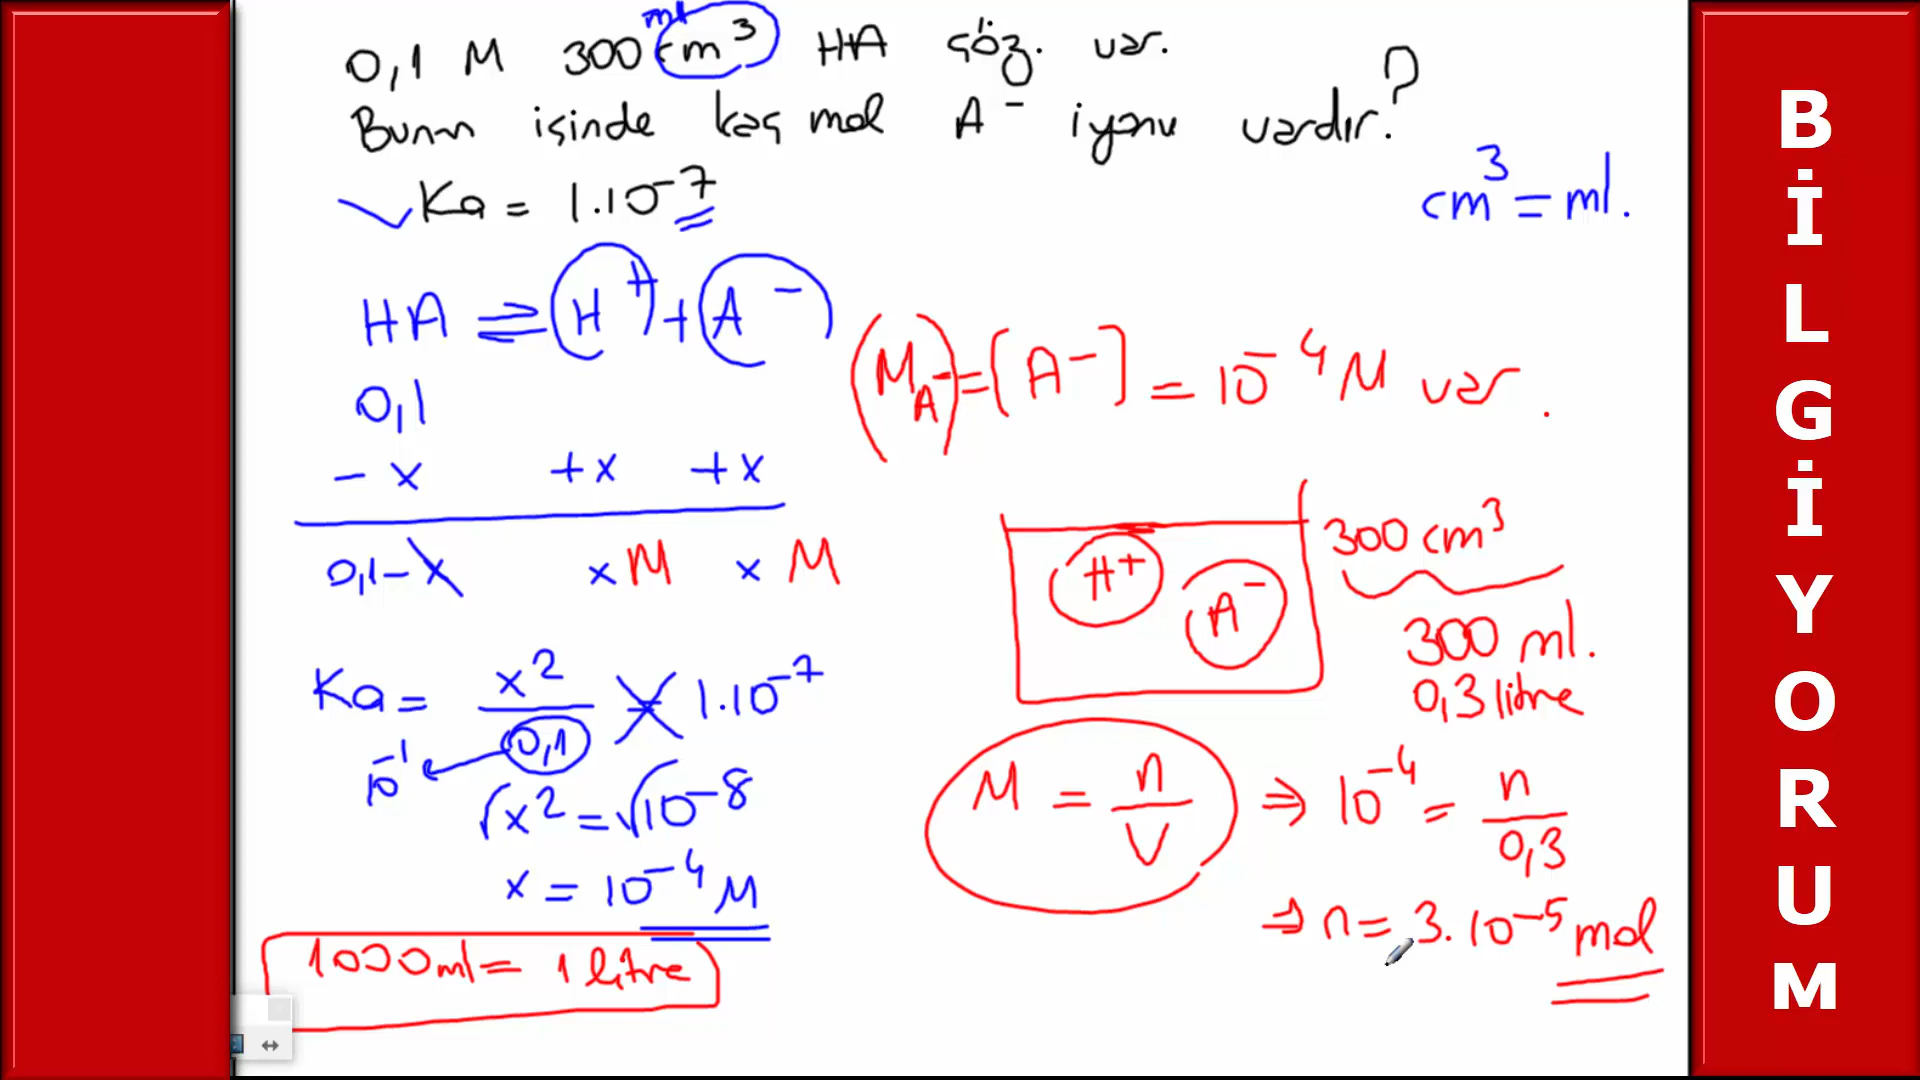 0,1 M 300 cm³ HA çöz. var.
ml
Bunun içinde kaç mol A⁻ iyonu vardır?
Ka = 1.10⁻⁷
cm³ = ml.
HA ⇌ H⁺ + A⁻
0,1
- x +x +x
0,1-x x M x M
Ka = x²/0,1 = 1.10⁻⁷
10⁻¹
√x² = √10⁻⁸
x = 10⁻⁴ M
1000 ml = 1 litre
M_A⁻ = [A⁻] = 10⁻⁴ M var.
H⁺ A⁻
300 cm³
300 ml.
0,3 litre
M = n/V ⇒ 10⁻⁴ = n/0,3
⇒ n = 3.10⁻⁵ mol
BİLGİYORUM